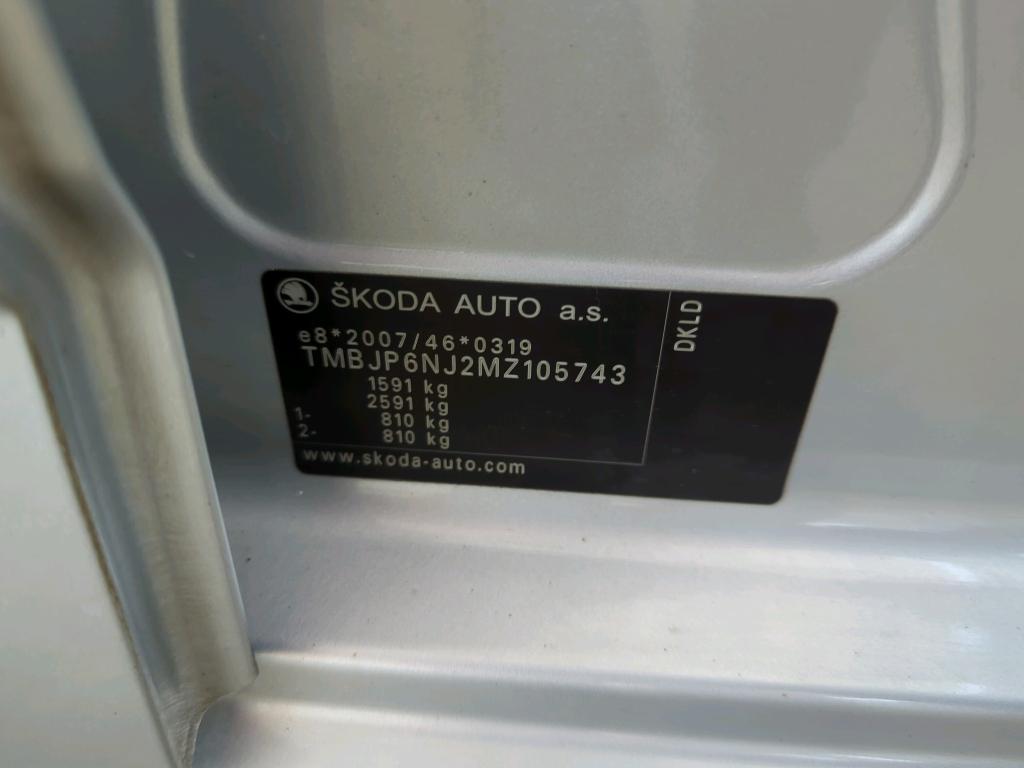 ŠKODA AUTO a.s.
e8*2007/46*0319
TMBJP6NJ2MZ105743
1591 kg
2591 kg
1- 810 kg
2- 810 kg
www.skoda-auto.com
DKLD